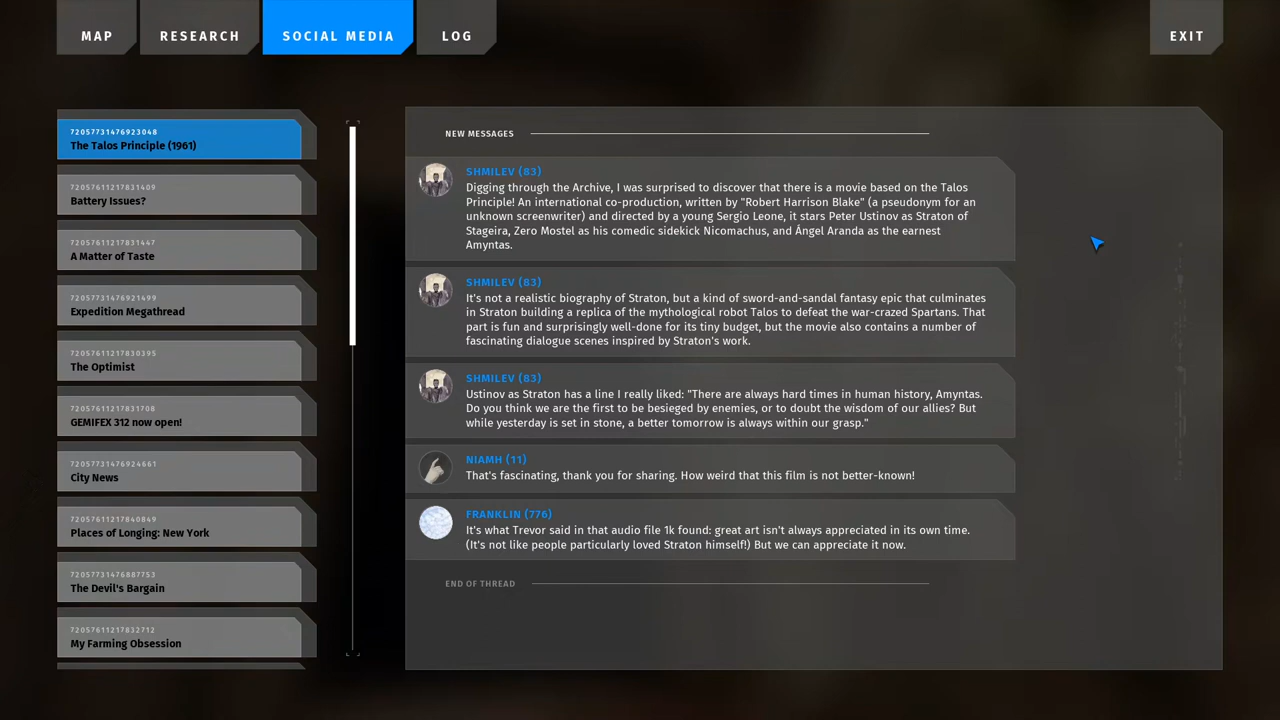 MAP
RESEARCH
SOCIAL MEDIA
LOG
EXIT
72057731476923048
The Talos Principle (1961)
72057611217831409
Battery Issues?
72057611217831447
A Matter of Taste
72057731476921499
Expedition Megathread
72057611217830395
The Optimist
72057611217831708
GEMIFEX 312 now open!
72057731476924661
City News
72057611217840849
Places of Longing: New York
72057731476887753
The Devil's Bargain
72057611217832712
My Farming Obsession
NEW MESSAGES
SHMILEV (83)
Digging through the Archive, I was surprised to discover that there is a movie based on the Talos
Principle! An international co-production, written by "Robert Harrison Blake" (a pseudonym for an
unknown screenwriter) and directed by a young Sergio Leone, it stars Peter Ustinov as Straton of
Stageira, Zero Mostel as his comedic sidekick Nicomachus, and Ángel Aranda as the earnest
Amyntas.
SHMILEV (83)
It's not a realistic biography of Straton, but a kind of sword-and-sandal fantasy epic that culminates
in Straton building a replica of the mythological robot Talos to defeat the war-crazed Spartans. That
part is fun and surprisingly well-done for its tiny budget, but the movie also contains a number of
fascinating dialogue scenes inspired by Straton's work.
SHMILEV (83)
Ustinov as Straton has a line I really liked: "There are always hard times in human history, Amyntas.
Do you think we are the first to be besieged by enemies, or to doubt the wisdom of our allies? But
while yesterday is set in stone, a better tomorrow is always within our grasp."
NIAMH (11)
That's fascinating, thank you for sharing. How weird that this film is not better-known!
FRANKLIN (776)
It's what Trevor said in that audio file 1k found: great art isn't always appreciated in its own time.
(It's not like people particularly loved Straton himself!) But we can appreciate it now.
END OF THREAD